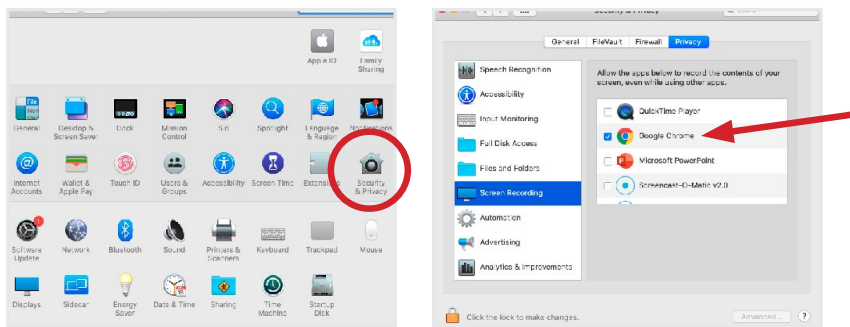 Apple ID Family
Sharing
General Desktop & Dock Mission Siri Spotlight Language Notifications
Screen Saver Control & Region
Internet Wallet & Touch ID Users & Accessibility Screen Time Extensions Security
Accounts Apple Pay Groups & Privacy
Software Network Bluetooth Sound Printers & Keyboard Trackpad Mouse
Update Scanners
Displays Sidecar Energy Date & Time Sharing Time Startup
Saver Machine Disk
Security & Privacy
General FileVault Firewall Privacy
Speech Recognition
Accessibility
Input Monitoring
Full Disk Access
Files and Folders
Screen Recording
Automation
Advertising
Analytics & Improvements
Allow the apps below to record the contents of your
screen, even while using other apps.
QuickTime Player
Google Chrome
Microsoft PowerPoint
Screencast-O-Matic v2.0
Click the lock to make changes.
Advanced... ?